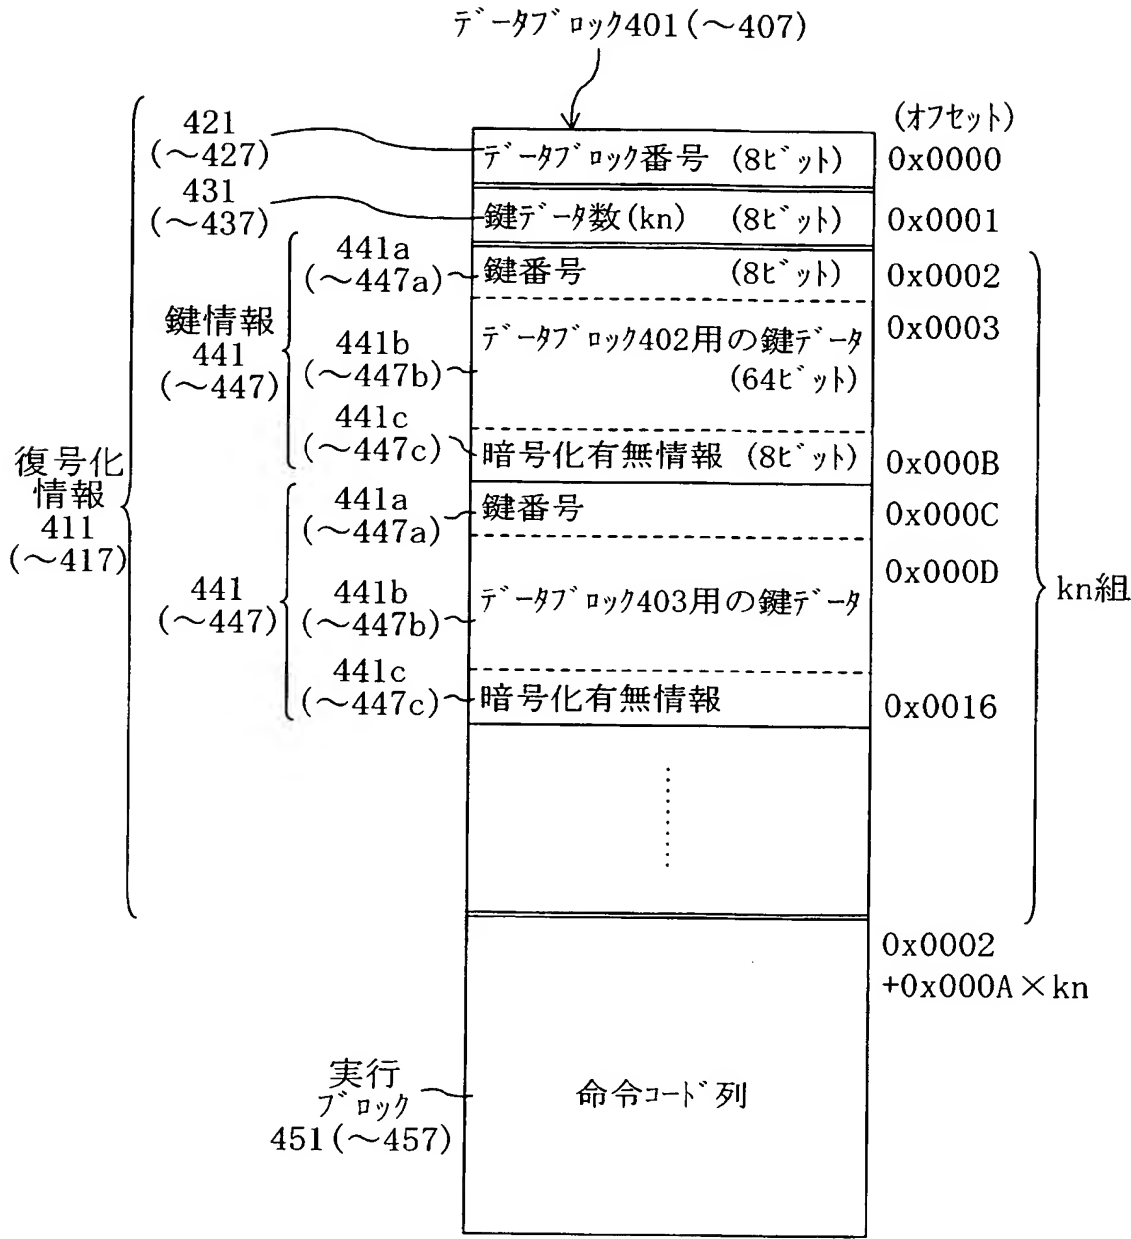 データブロック401(～407)
(オフセット)
421
(～427)
データブロック番号 (8ビット)
0x0000
431
(～437)
鍵データ数(kn) (8ビット)
0x0001
441a
(～447a)
鍵番号 (8ビット)
0x0002
鍵情報
441
(～447)
441b
(～447b)
データブロック402用の鍵データ
(64ビット)
0x0003
441c
(～447c)
暗号化有無情報 (8ビット)
0x000B
復号化
情報
411
(～417)
441a
(～447a)
鍵番号
0x000C
441
(～447)
441b
(～447b)
データブロック403用の鍵データ
0x000D
kn組
441c
(～447c)
暗号化有無情報
0x0016
0x0002
+0x000A×kn
実行
ブロック
451(～457)
命令コード列